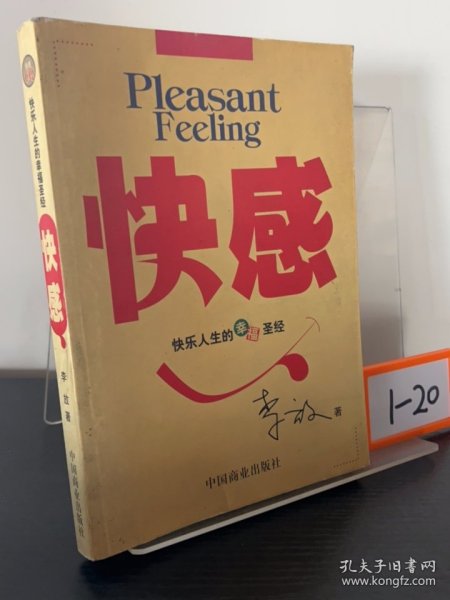 Pleasant
Feeling
快感
快乐人生的幸福圣经
李放 著
中国商业出版社
快乐人生的幸福圣经
快感
李放 著
中国商业出版社
1-20
孔夫子旧书网
www.kongfz.com